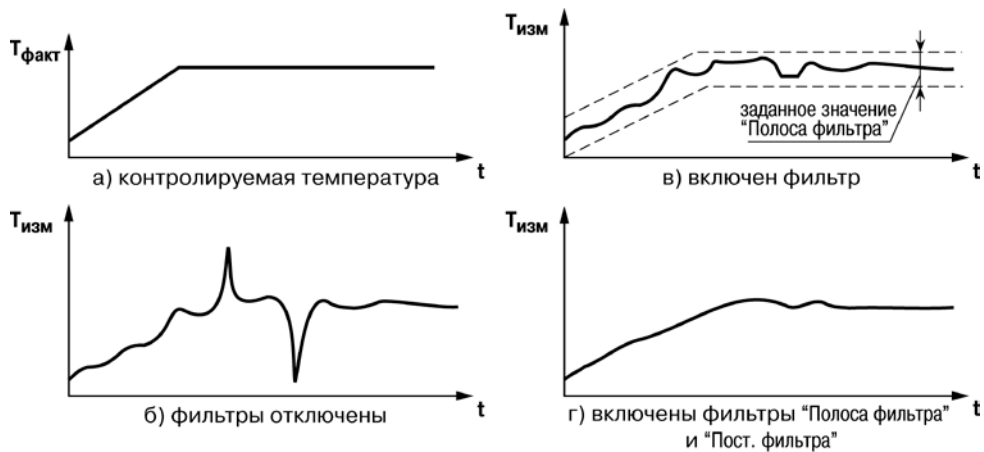 Tфакт
t
а) контролируемая температура
Tизм
заданное значение
“Полоса фильтра”
t
в) включен фильтр
Tизм
t
б) фильтры отключены
Tизм
t
г) включены фильтры “Полоса фильтра”
и “Пост. фильтра”